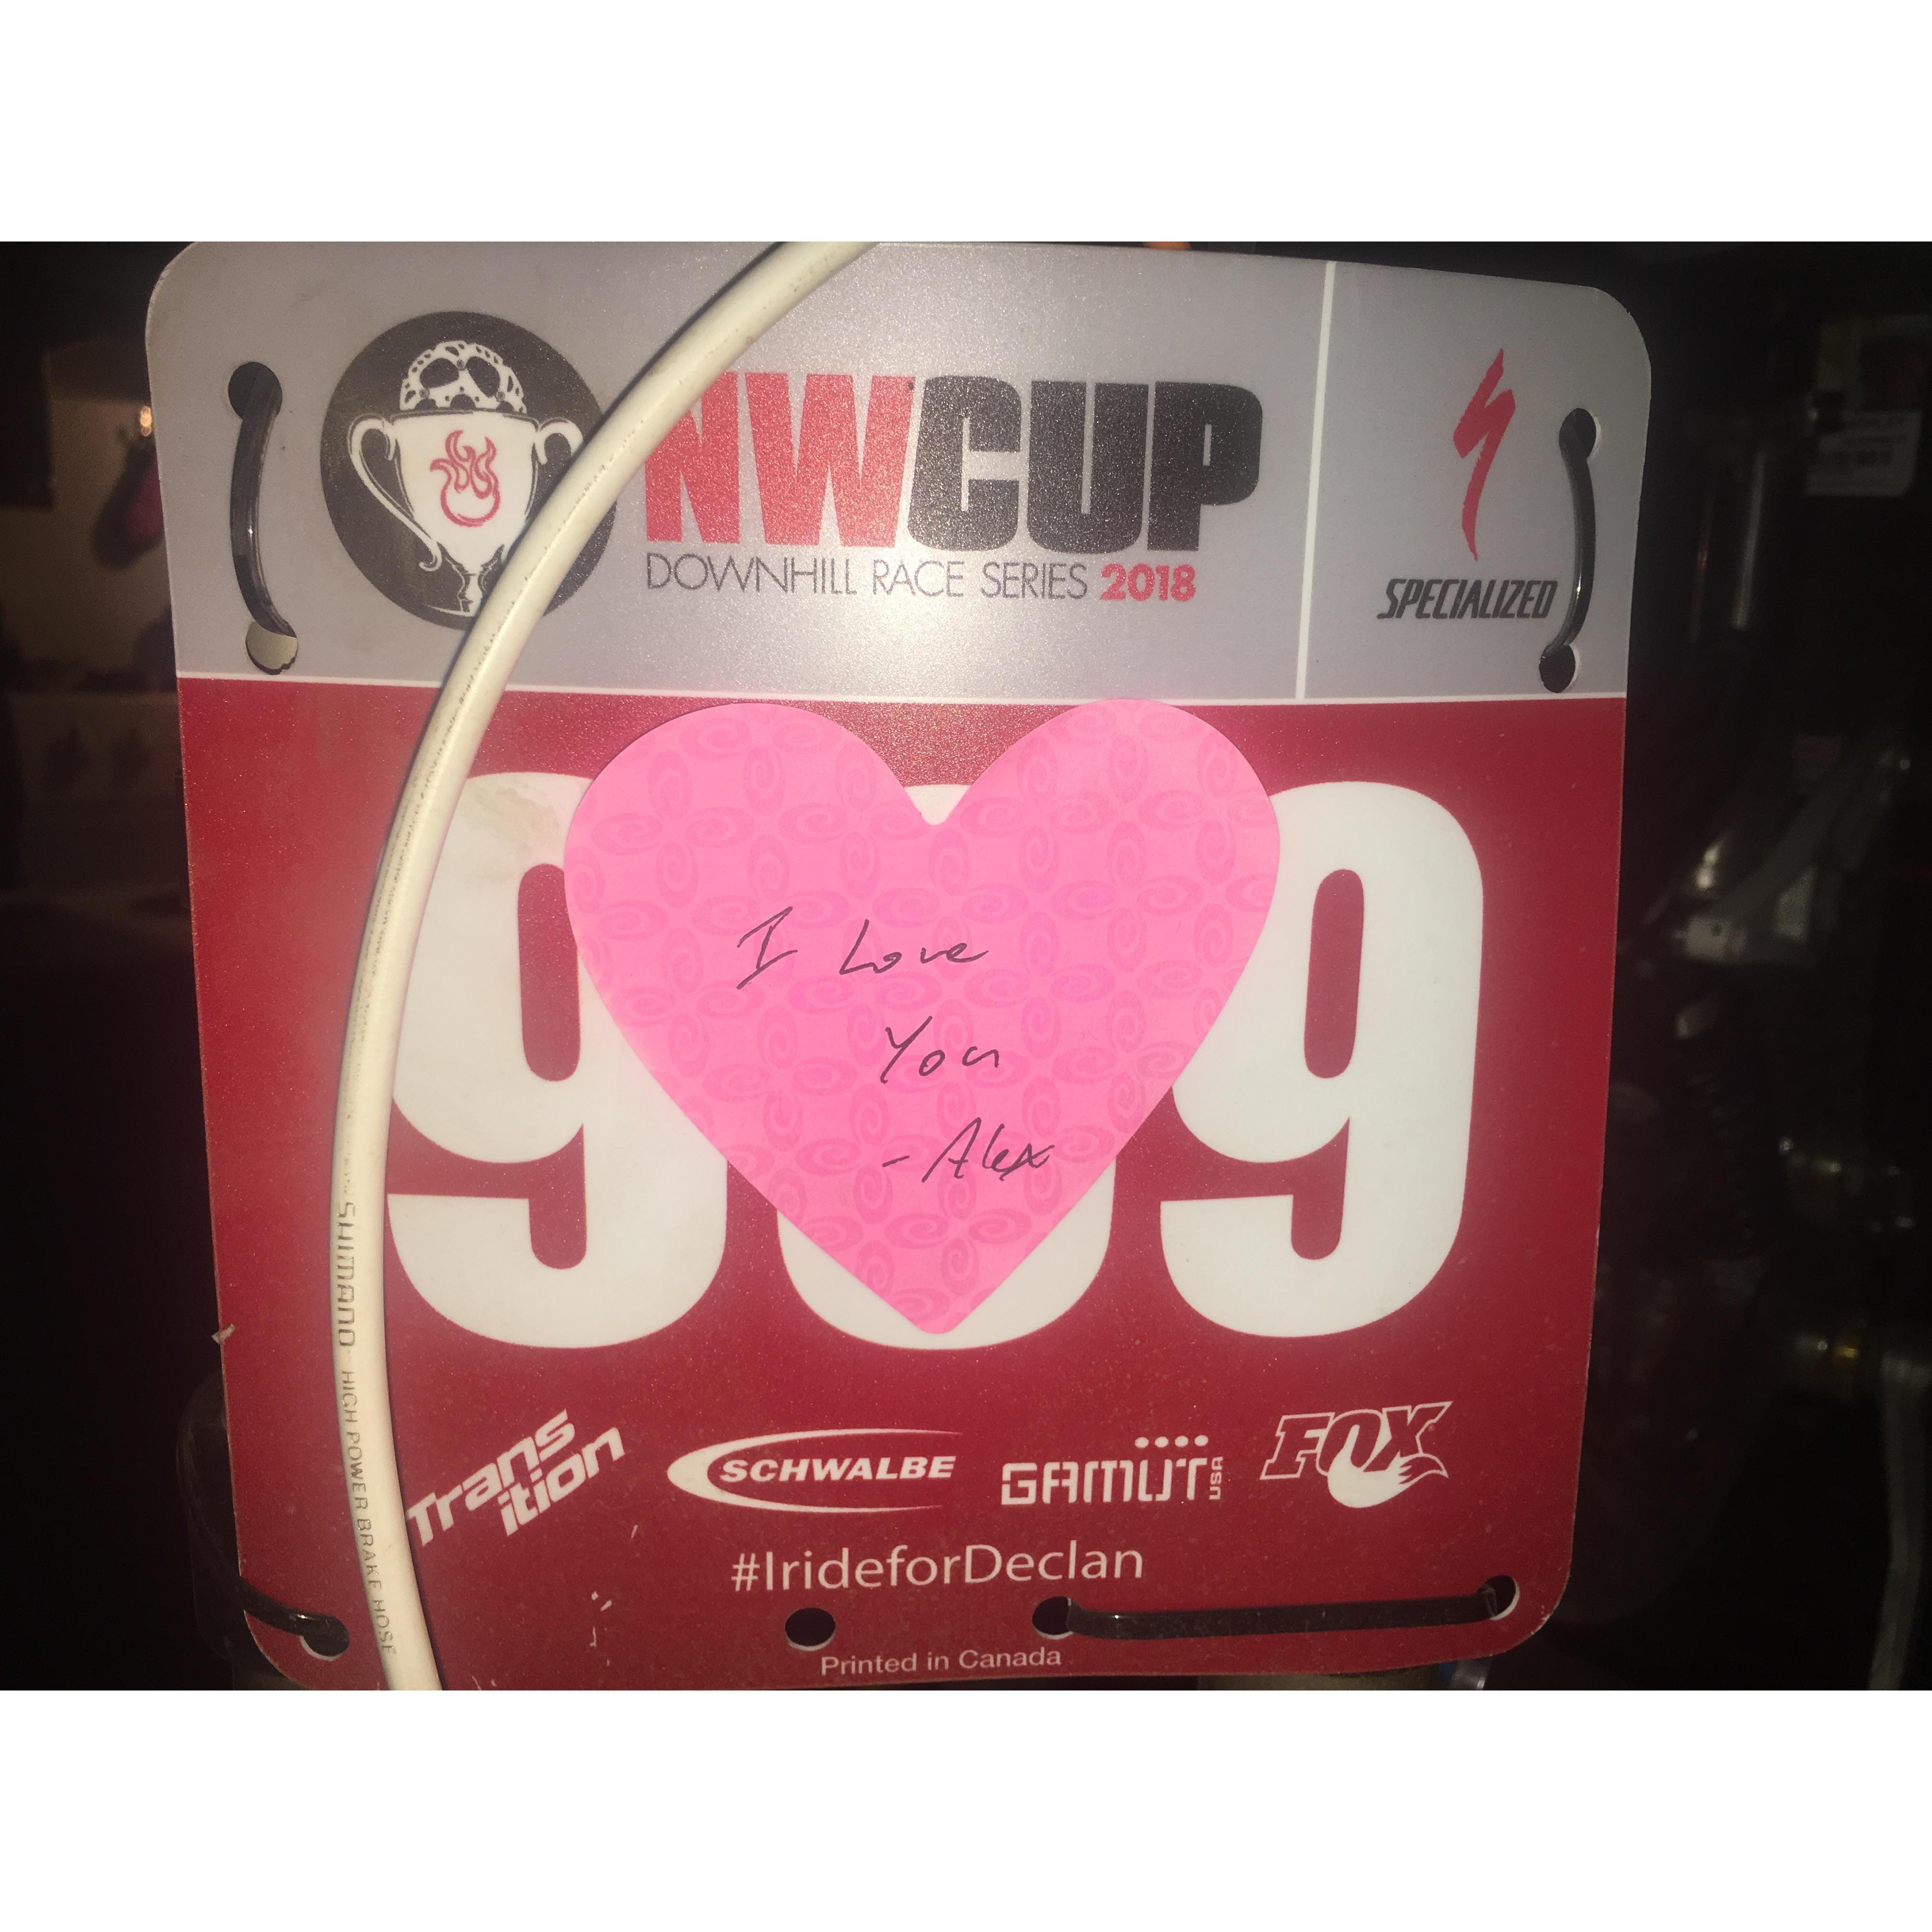 NWCUP
DOWNHILL RACE SERIES 2018
SPECIALIZED
I Love
You
- Alex
9 9
SHIMANO HIGH POWER BRAKE HOSE
Transition
SCHWALBE
GAMUT USA
FOX
#IrideforDeclan
Printed in Canada